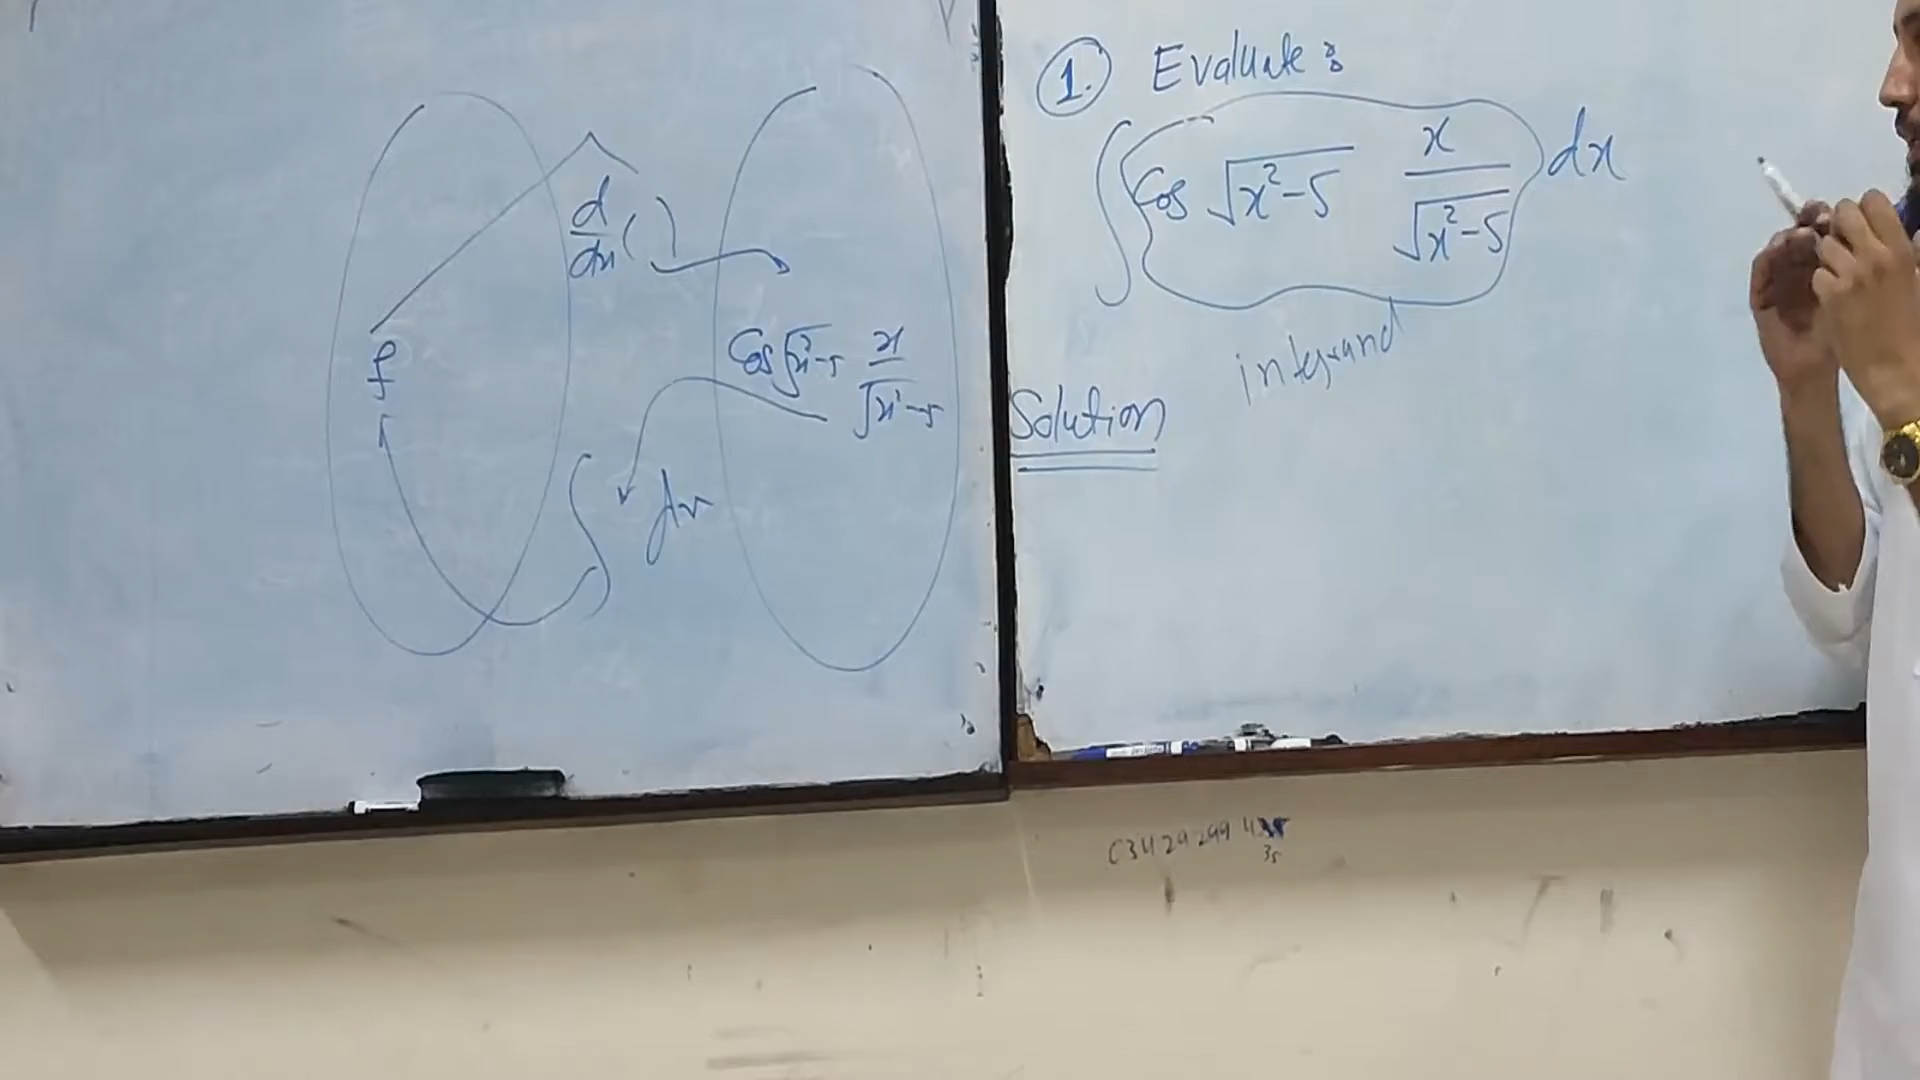 d/dx ( )
f
Cos √x²-5 x/√x²-5
∫ dx
1. Evaluate :
∫ Cos √x²-5 x/√x²-5 dx
integrand
Solution